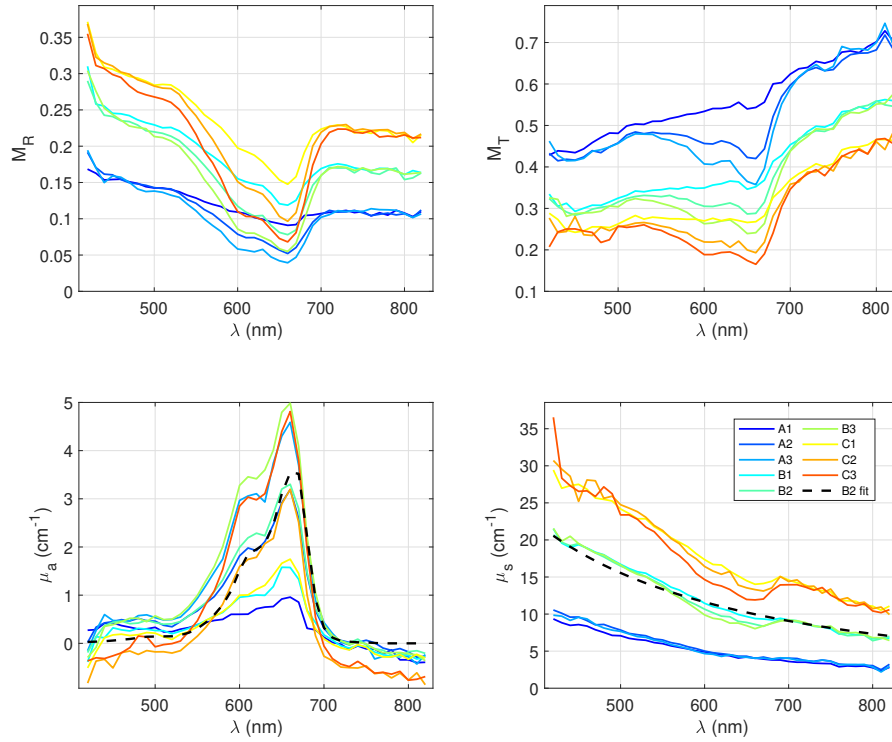 0.4
0.35
0.3
0.25
0.2
0.15
0.1
0.05
0
M_R
500 600 700 800
λ (nm)
0.7
0.6
0.5
0.4
0.3
0.2
0.1
M_T
500 600 700 800
λ (nm)
5
4
3
2
1
0
μ_a (cm⁻¹)
500 600 700 800
λ (nm)
40
35
30
25
20
15
10
5
0
μ_s (cm⁻¹)
500 600 700 800
λ (nm)
A1 B3
A2 C1
A3 C2
B1 C3
B2 B2 fit